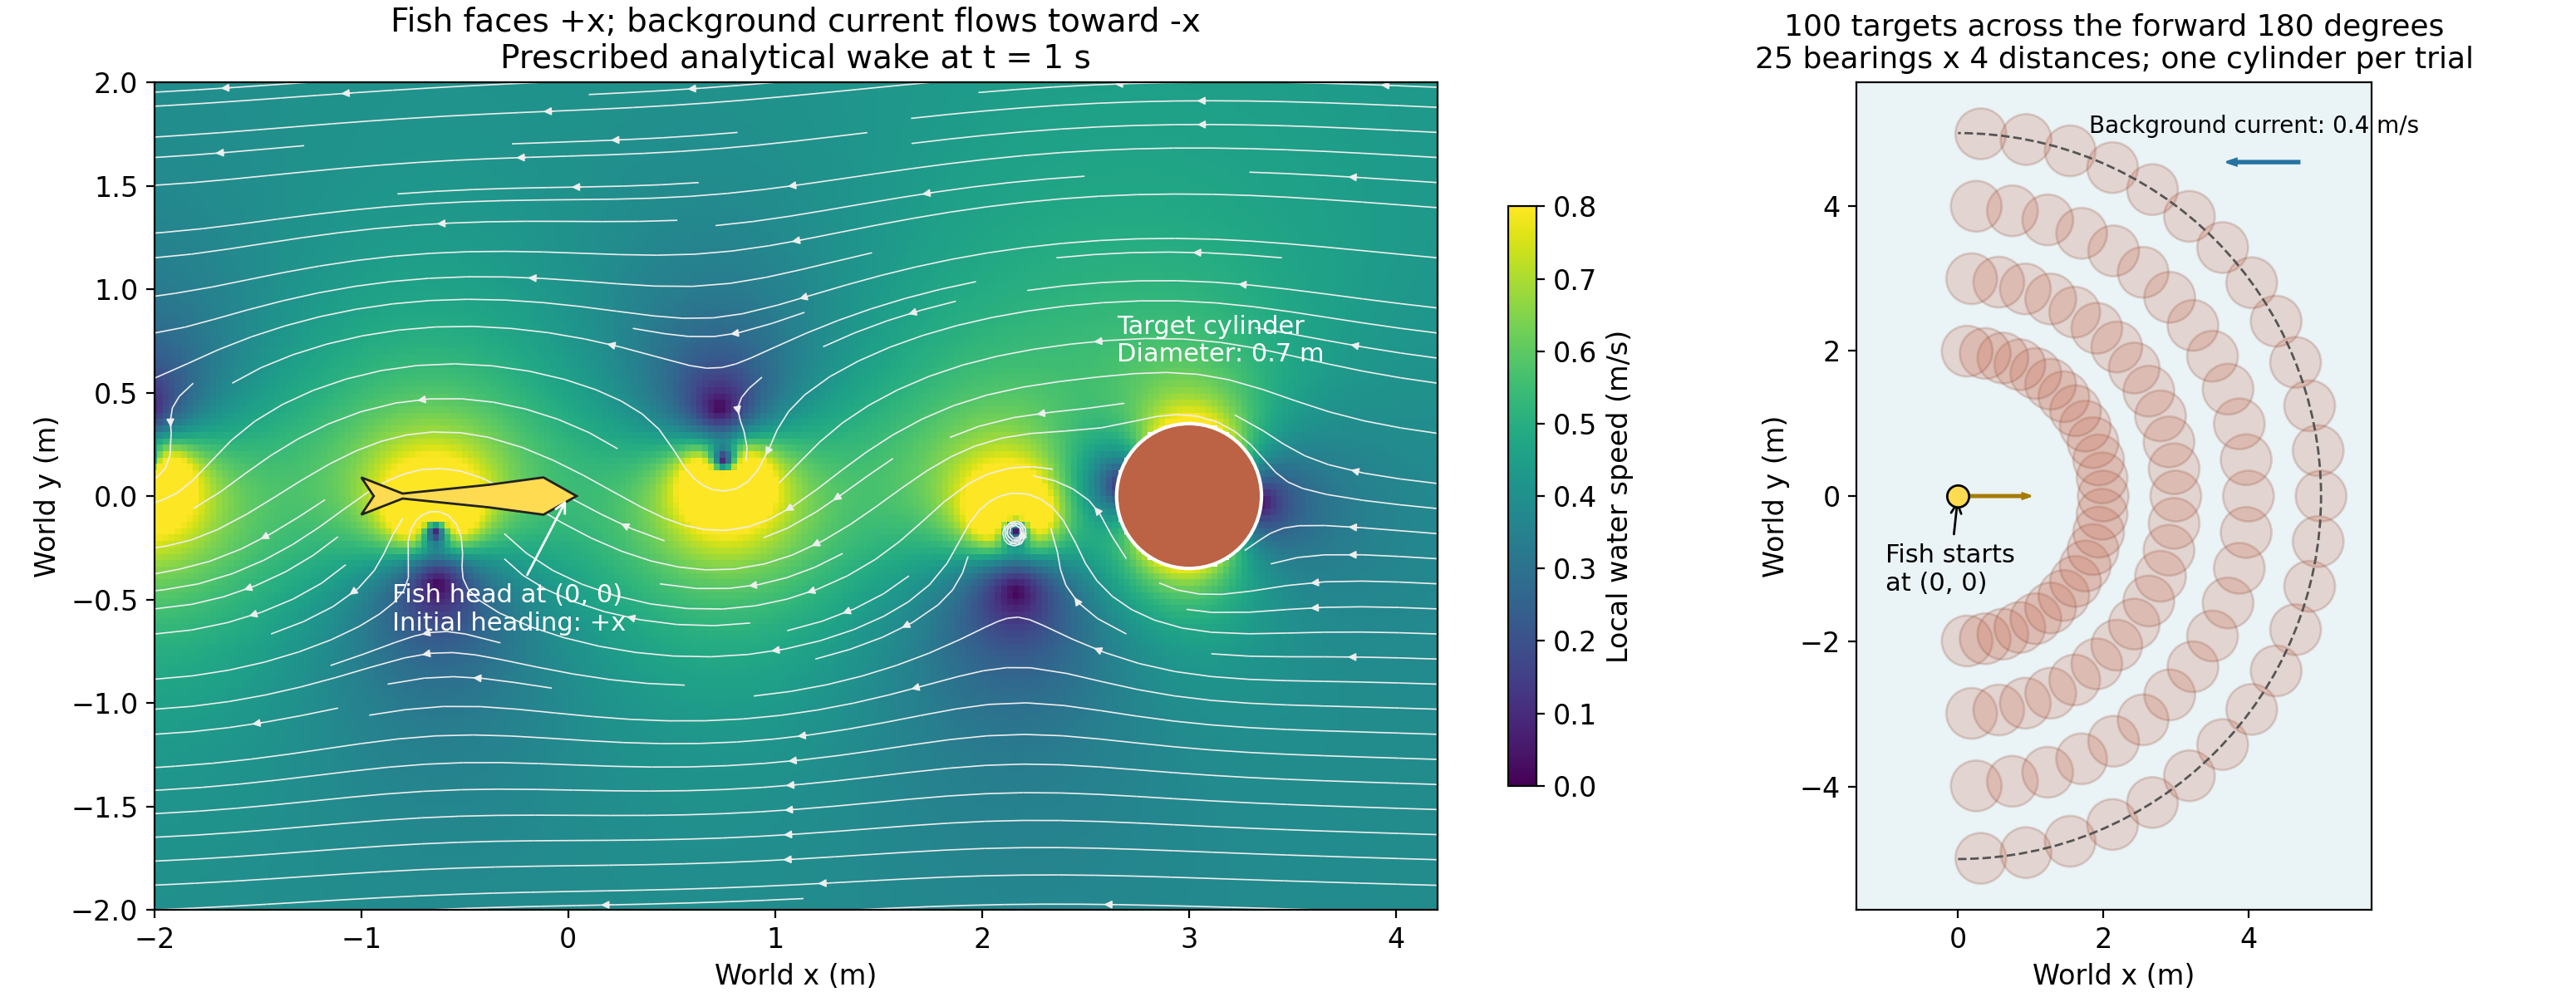 Fish faces +x; background current flows toward -x
Prescribed analytical wake at t = 1 s
2.0
1.5
1.0
0.5
0.0
−0.5
−1.0
−1.5
−2.0
World y (m)
Target cylinder
Diameter: 0.7 m
Fish head at (0, 0)
Initial heading: +x
−2
−1
0
1
2
3
4
World x (m)
0.8
0.7
0.6
0.5
0.4
0.3
0.2
0.1
0.0
Local water speed (m/s)
100 targets across the forward 180 degrees
25 bearings x 4 distances; one cylinder per trial
Background current: 0.4 m/s
4
2
0
−2
−4
World y (m)
Fish starts
at (0, 0)
0
2
4
World x (m)